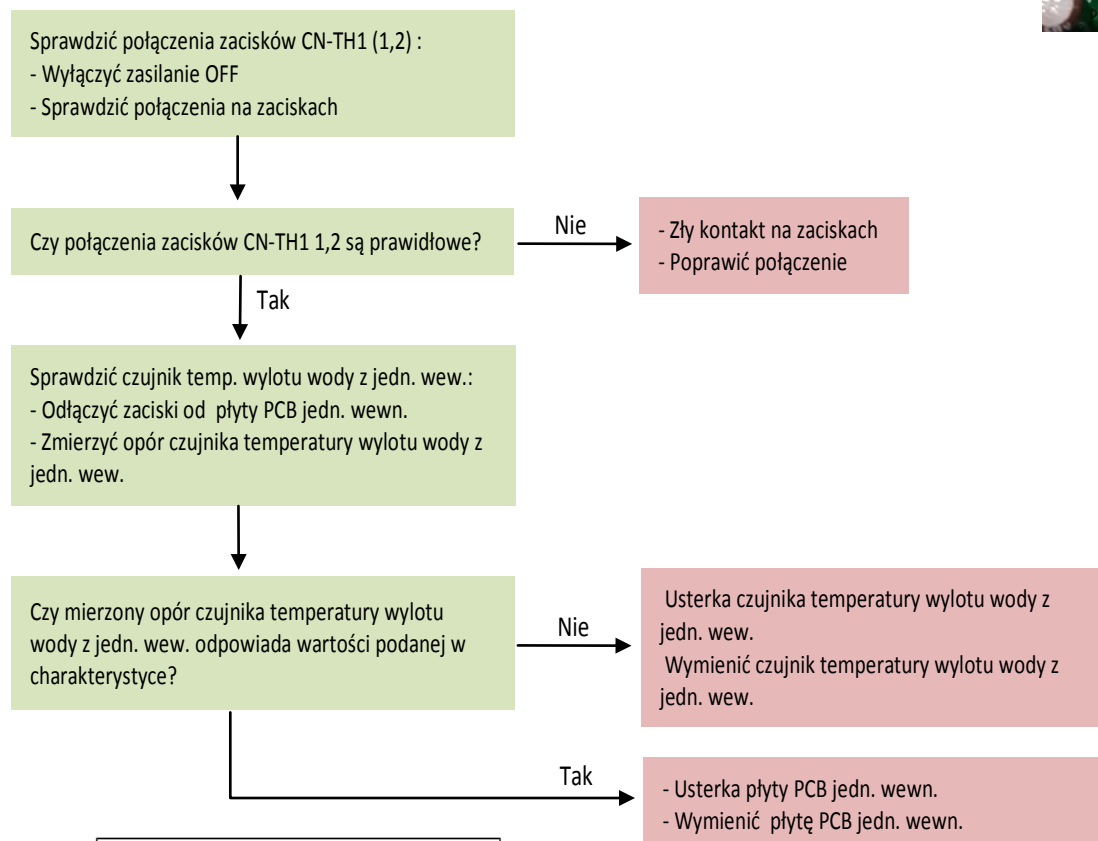 Sprawdzić połączenia zacisków CN-TH1 (1,2) :
- Wyłączyć zasilanie OFF
- Sprawdzić połączenia na zaciskach
Czy połączenia zacisków CN-TH1 1,2 są prawidłowe?
Nie
- Zły kontakt na zaciskach
- Poprawić połączenie
Tak
Sprawdzić czujnik temp. wylotu wody z jedn. wew.:
- Odłączyć zaciski od płyty PCB jedn. wewn.
- Zmierzyć opór czujnika temperatury wylotu wody z
jedn. wew.
Czy mierzony opór czujnika temperatury wylotu
wody z jedn. wew. odpowiada wartości podanej w
charakterystyce?
Nie
Usterka czujnika temperatury wylotu wody z
jedn. wew.
Wymienić czujnik temperatury wylotu wody z
jedn. wew.
Tak
- Usterka płyty PCB jedn. wewn.
- Wymienić płytę PCB jedn. wewn.